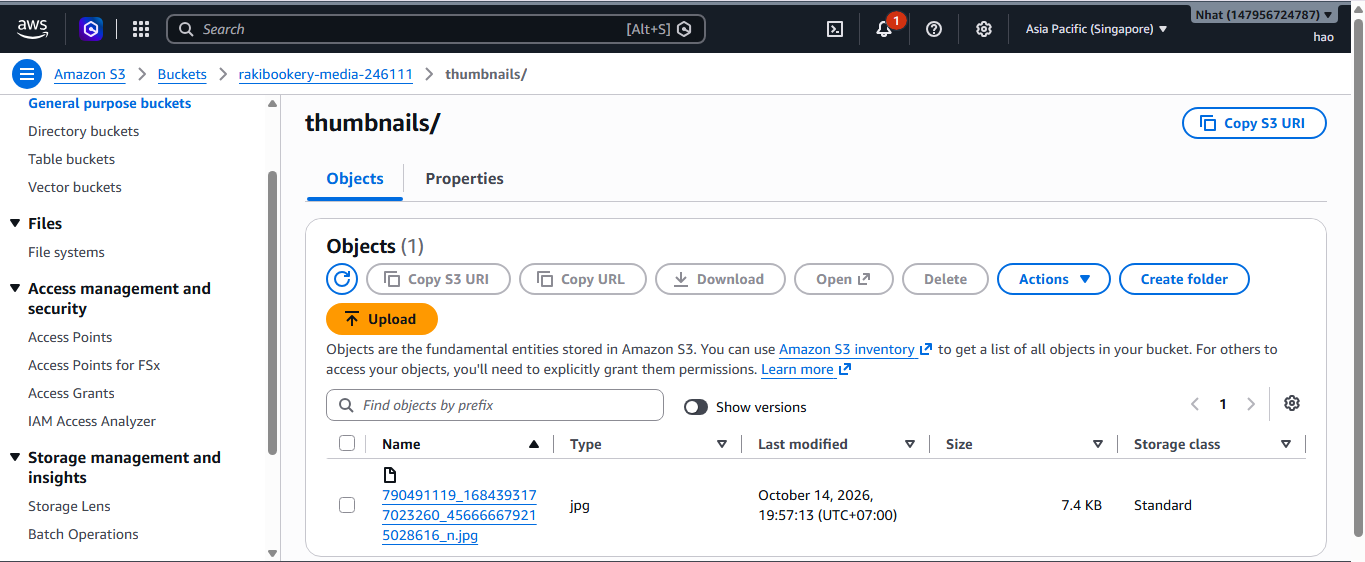 aws
Search [Alt+S]
1
Asia Pacific (Singapore)
Nhat (147956724787)
hao
Amazon S3
Buckets
rakibookery-media-246111
thumbnails/
General purpose buckets
Directory buckets
Table buckets
Vector buckets
Files
File systems
Access management and
security
Access Points
Access Points for FSx
Access Grants
IAM Access Analyzer
Storage management and
insights
Storage Lens
Batch Operations
thumbnails/
Copy S3 URI
Objects
Properties
Objects (1)
Copy S3 URI
Copy URL
Download
Open
Delete
Actions
Create folder
Upload
Objects are the fundamental entities stored in Amazon S3. You can use Amazon S3 inventory to get a list of all objects in your bucket. For others to
access your objects, you'll need to explicitly grant them permissions. Learn more
Find objects by prefix
Show versions
1
Name
Type
Last modified
Size
Storage class
790491119_168439317
7023260_45666667921
5028616_n.jpg
jpg
October 14, 2026,
19:57:13 (UTC+07:00)
7.4 KB
Standard